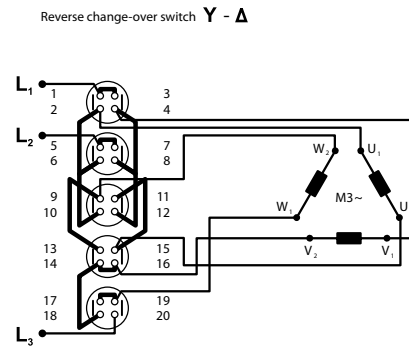 Reverse change-over switch Y - Δ
L1 1 3
2 4
L2 5 7
6 8
W2 U1
9 11
10 12
W1 M3~ U
13 15
14 16
V2 V1
17 19
18 20
L3